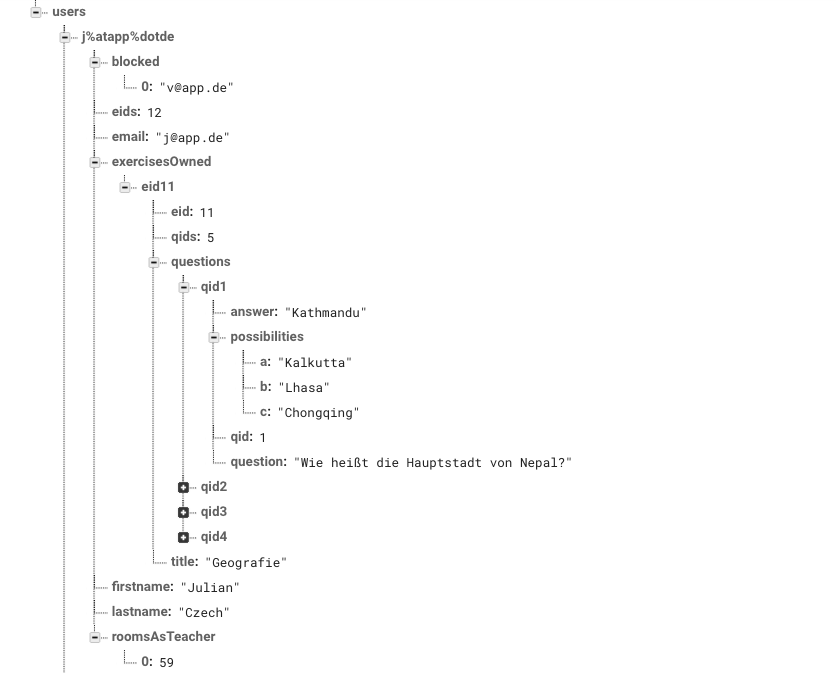 users
j%atapp%dotde
blocked
0: "v@app.de"
eids: 12
email: "j@app.de"
exercisesOwned
eid11
eid: 11
qids: 5
questions
qid1
answer: "Kathmandu"
possibilities
a: "Kalkutta"
b: "Lhasa"
c: "Chongqing"
qid: 1
question: "Wie heißt die Hauptstadt von Nepal?"
qid2
qid3
qid4
title: "Geografie"
firstname: "Julian"
lastname: "Czech"
roomsAsTeacher
0: 59